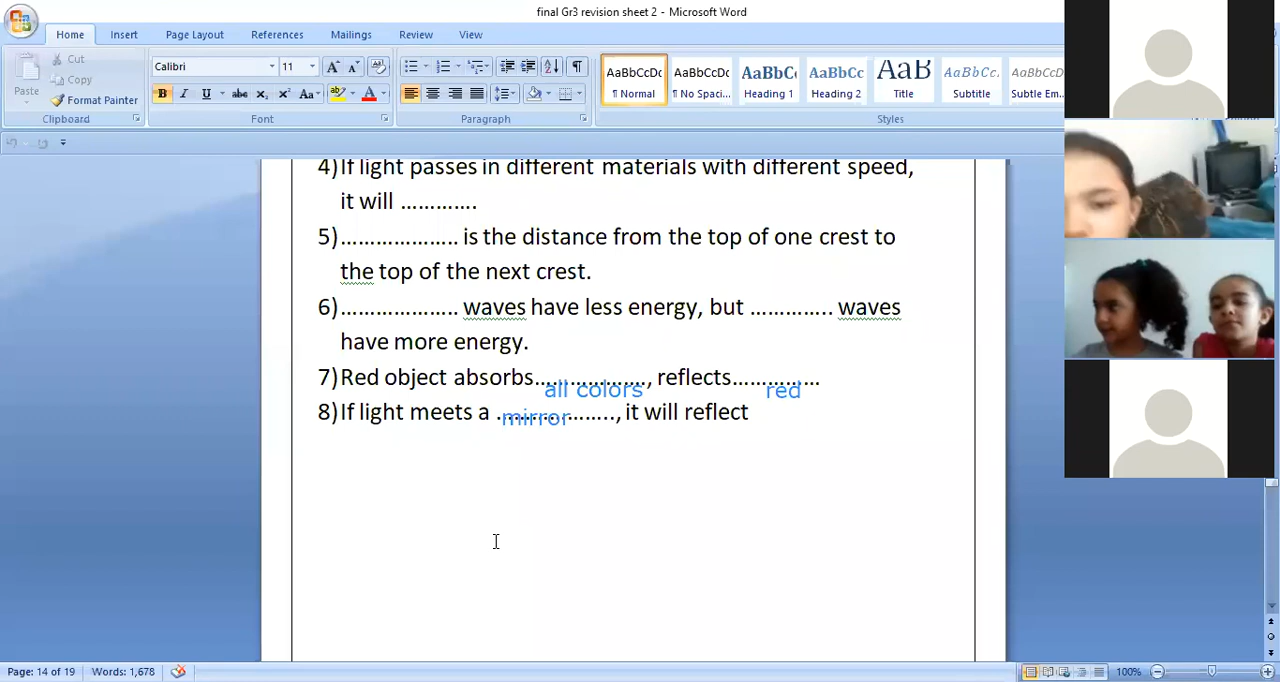 final Gr3 revision sheet 2 - Microsoft Word
Home Insert Page Layout References Mailings Review View
Cut
Copy
Format Painter
Paste
Calibri 11
AaBbCcDc AaBbCcDc AaBbC AaBbCc AaB AaBbCc. AaBbCcDc
¶ Normal ¶ No Spaci... Heading 1 Heading 2 Title Subtitle Subtle Em...
Clipboard Font Paragraph Styles
4) If light passes in different materials with different speed,
it will ………….
5) ……………….. is the distance from the top of one crest to
the top of the next crest.
6) ……………….. waves have less energy, but ………….. waves
have more energy.
7) Red object absorbs………………., reflects……………
all colors red
8) If light meets a ………………..., it will reflect
mirror
Page: 14 of 19 Words: 1,678 100%